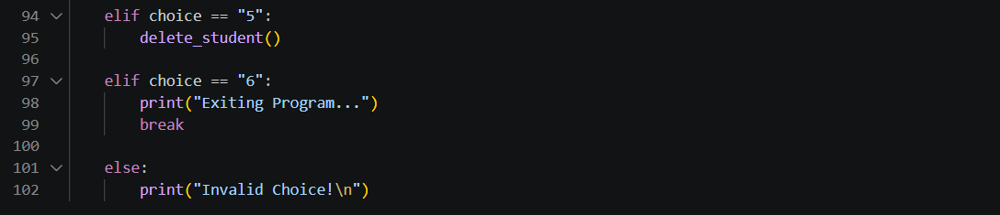 94 elif choice == "5":
95 delete_student()
96
97 elif choice == "6":
98 print("Exiting Program...")
99 break
100
101 else:
102 print("Invalid Choice!\n")